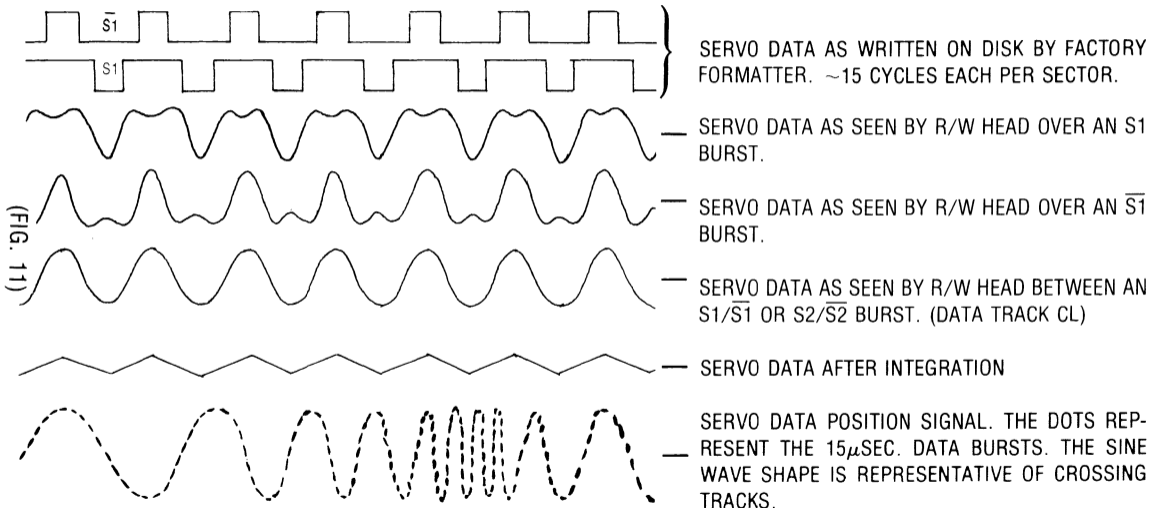 S̅1̅
SERVO DATA AS WRITTEN ON DISK BY FACTORY
FORMATTER. ~15 CYCLES EACH PER SECTOR.
S1
SERVO DATA AS SEEN BY R/W HEAD OVER AN S1
BURST.
SERVO DATA AS SEEN BY R/W HEAD OVER AN S̅1̅
BURST.
(FIG. 11)
SERVO DATA AS SEEN BY R/W HEAD BETWEEN AN
S1/S̅1̅ OR S2/S̅2̅ BURST. (DATA TRACK CL)
SERVO DATA AFTER INTEGRATION
SERVO DATA POSITION SIGNAL. THE DOTS REP-
RESENT THE 15µSEC. DATA BURSTS. THE SINE
WAVE SHAPE IS REPRESENTATIVE OF CROSSING
TRACKS.